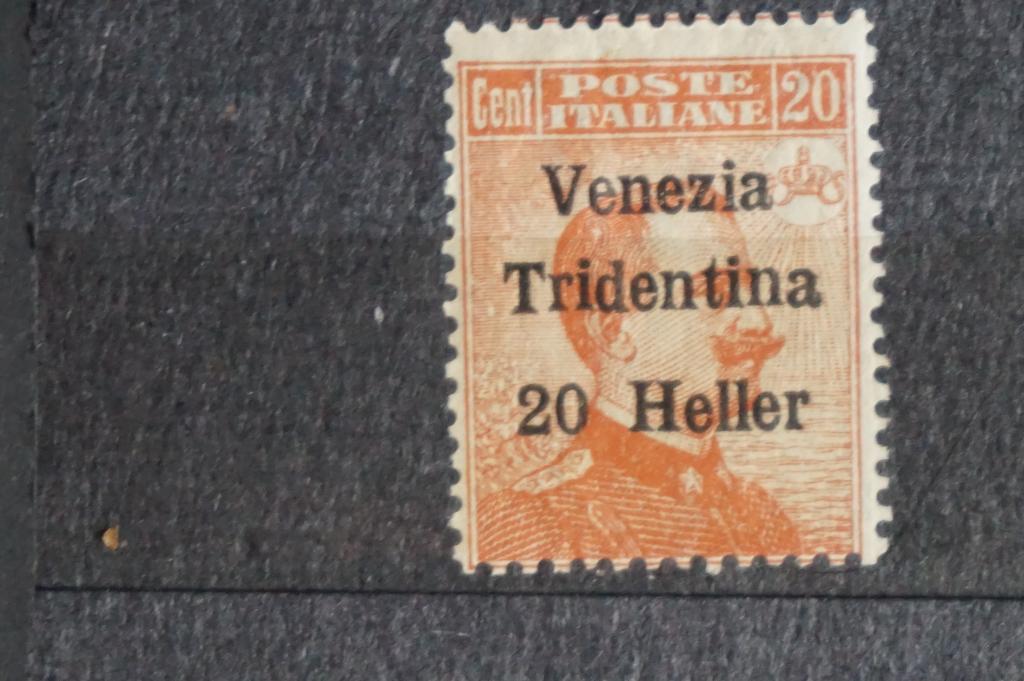 Cent POSTE ITALIANE 20
Venezia
Tridentina
20 Heller